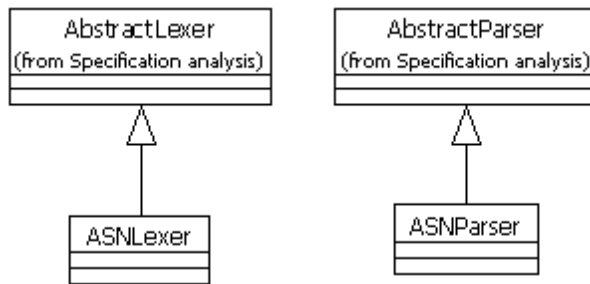 AbstractLexer
(from Specification analysis)
AbstractParser
(from Specification analysis)
ASNLexer
ASNParser